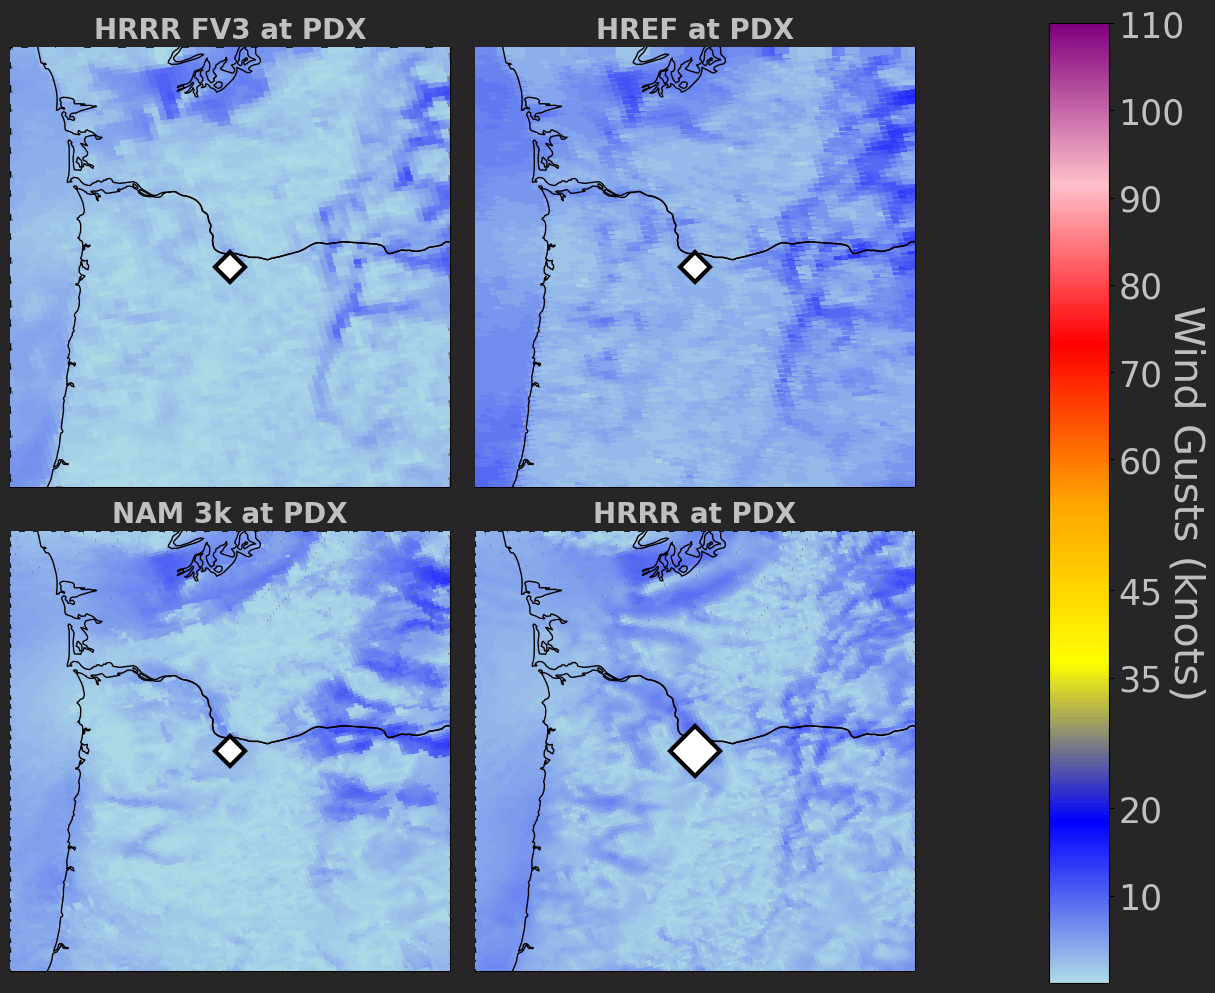 HRRR FV3 at PDX
HREF at PDX
NAM 3k at PDX
HRRR at PDX
110
100
90
80
70
60
45
35
20
10
Wind Gusts (knots)